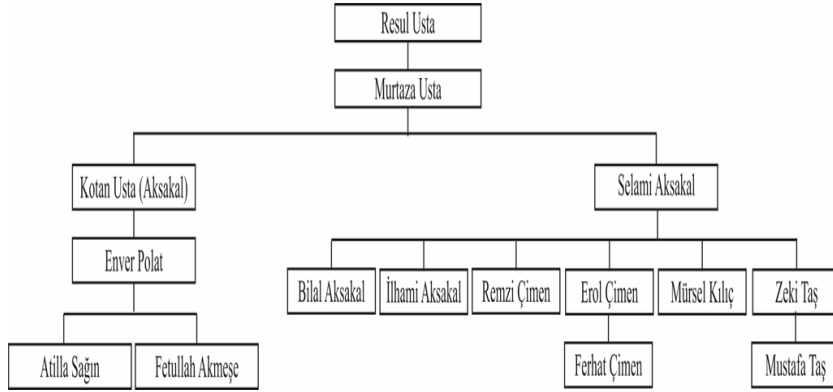 Resul Usta
Murtaza Usta
Kotan Usta (Aksakal)
Selami Aksakal
Enver Polat
Bilal Aksakal
İlhami Aksakal
Remzi Çimen
Erol Çimen
Mürsel Kılıç
Zeki Taş
Atilla Sağın
Fetullah Akmeşe
Ferhat Çimen
Mustafa Taş